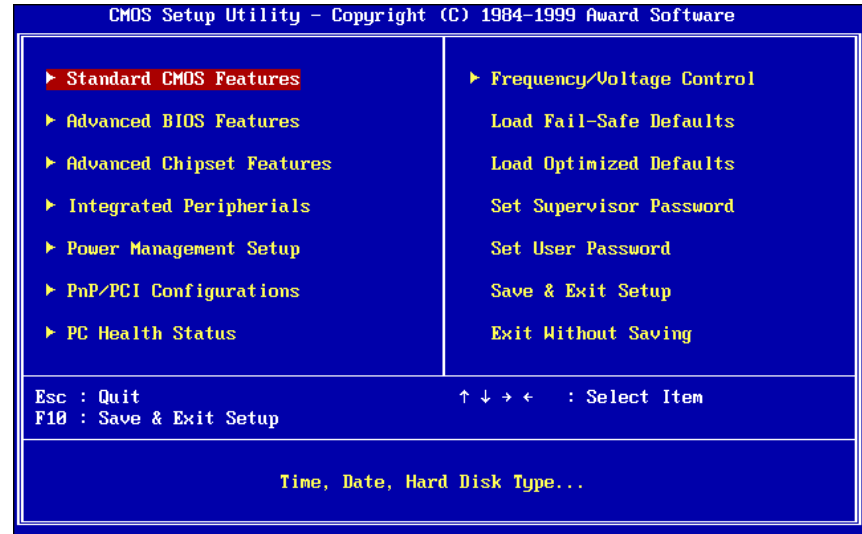 CMOS Setup Utility – Copyright (C) 1984–1999 Award Software
▶ Standard CMOS Features
▶ Advanced BIOS Features
▶ Advanced Chipset Features
▶ Integrated Peripherials
▶ Power Management Setup
▶ PnP/PCI Configurations
▶ PC Health Status
▶ Frequency/Voltage Control
Load Fail-Safe Defaults
Load Optimized Defaults
Set Supervisor Password
Set User Password
Save & Exit Setup
Exit Without Saving
Esc : Quit
F10 : Save & Exit Setup
↑ ↓ → ← : Select Item
Time, Date, Hard Disk Type...